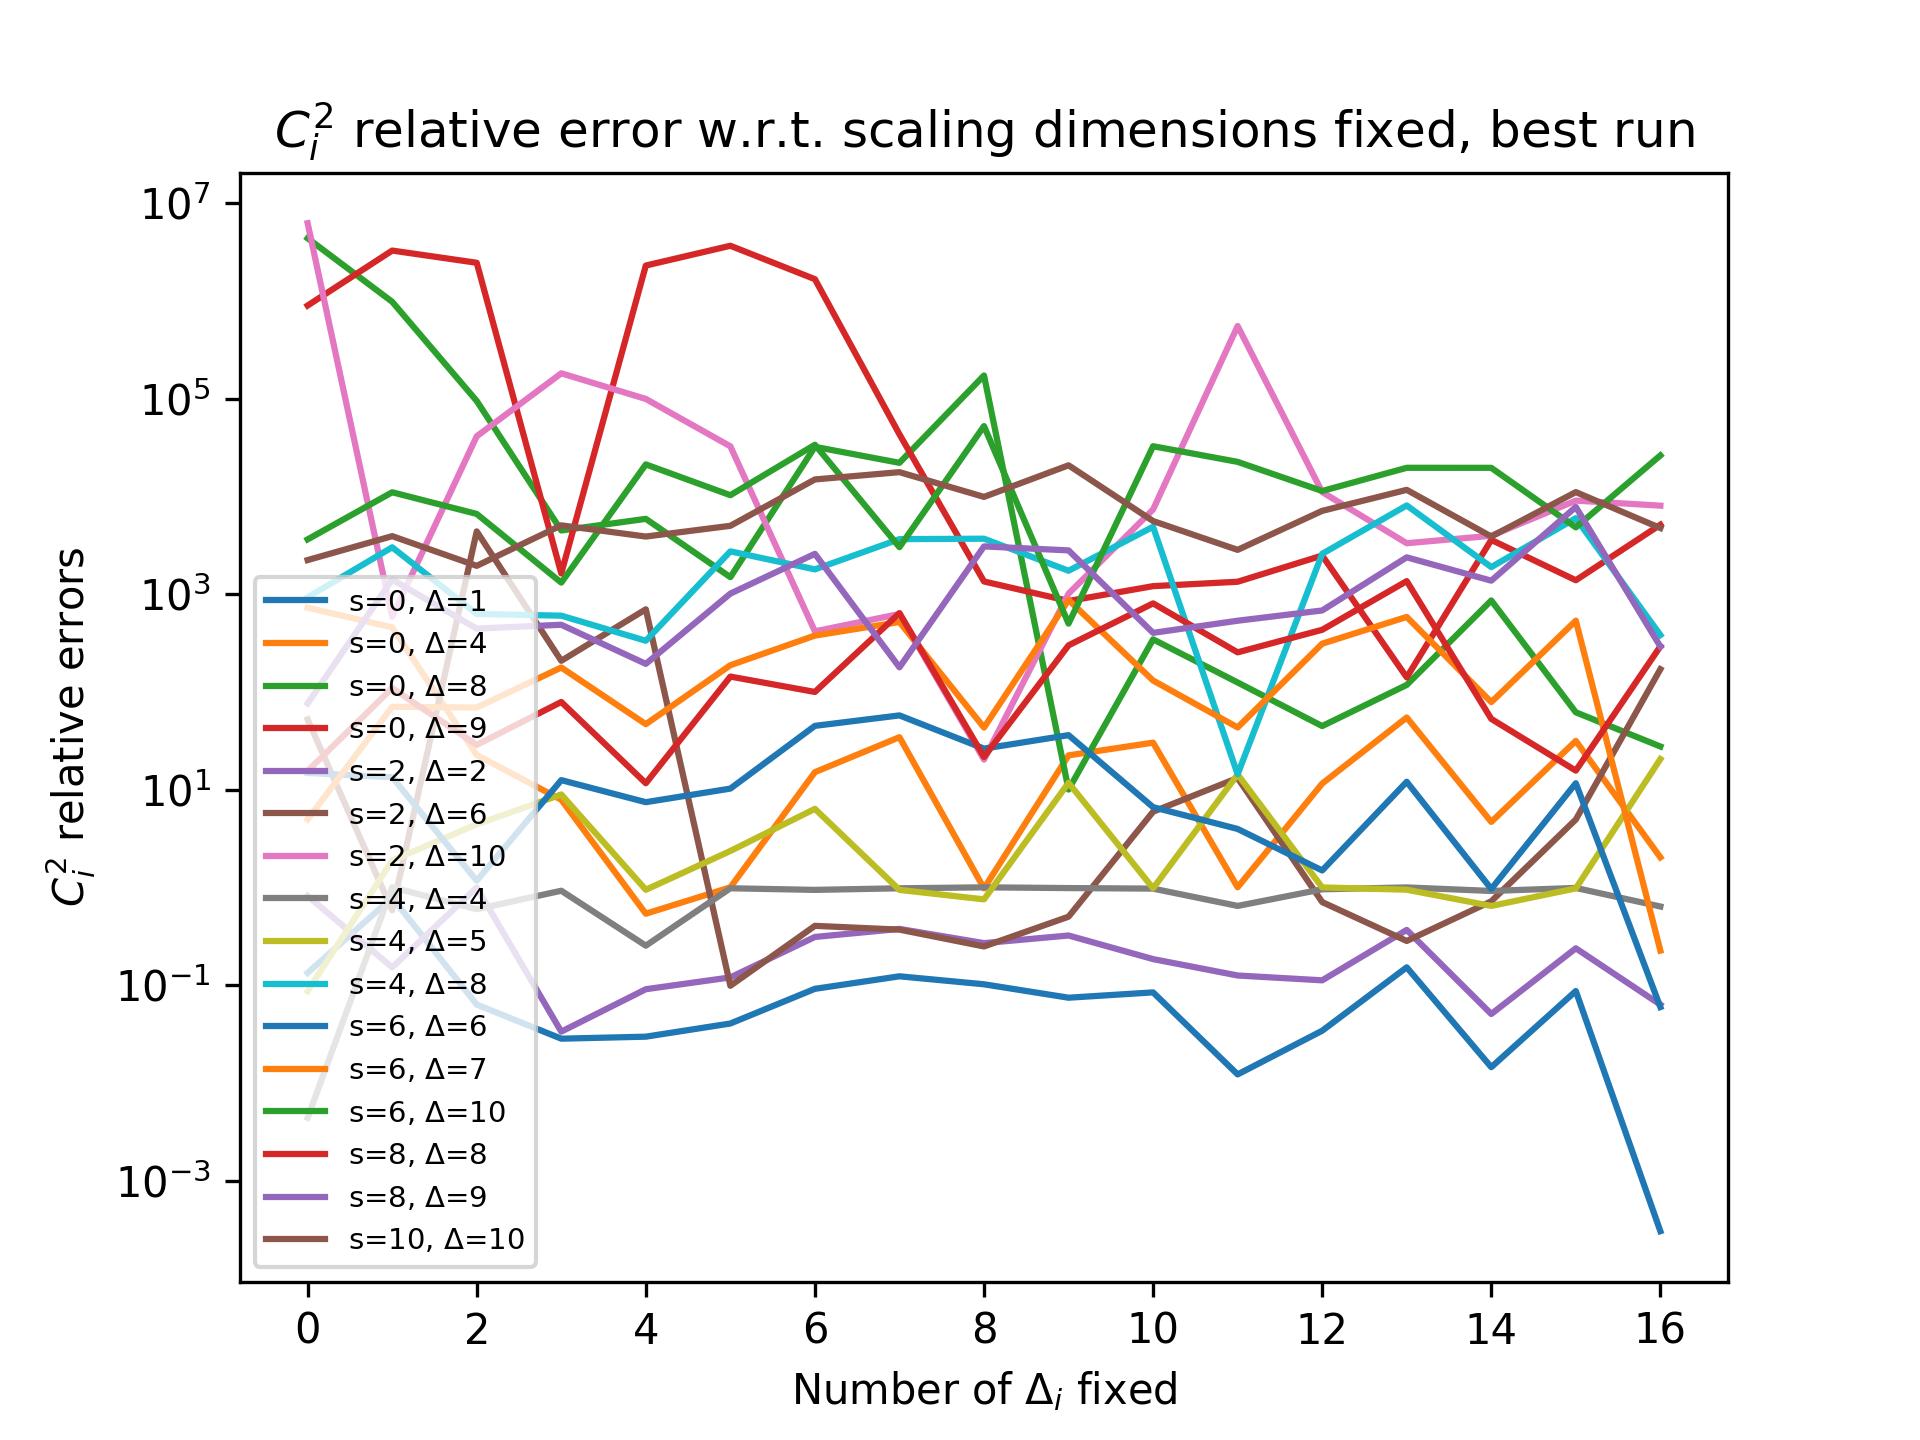 C_i^2 relative error w.r.t. scaling dimensions fixed, best run
C_i^2 relative errors
10^7
10^5
10^3
10^1
10^−1
10^−3
s=0, Δ=1
s=0, Δ=4
s=0, Δ=8
s=0, Δ=9
s=2, Δ=2
s=2, Δ=6
s=2, Δ=10
s=4, Δ=4
s=4, Δ=5
s=4, Δ=8
s=6, Δ=6
s=6, Δ=7
s=6, Δ=10
s=8, Δ=8
s=8, Δ=9
s=10, Δ=10
0 2 4 6 8 10 12 14 16
Number of Δ_i fixed